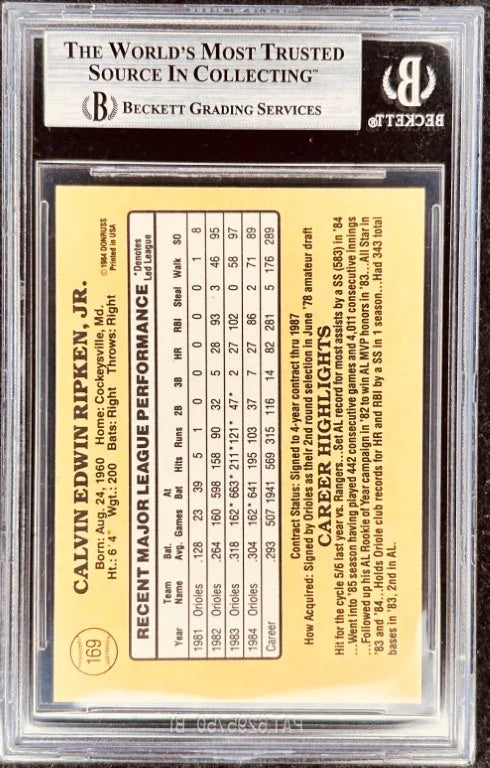 THE WORLD'S MOST TRUSTED
SOURCE IN COLLECTING™
BECKETT GRADING SERVICES
BECKETT®
169
CALVIN EDWIN RIPKEN, JR.
©1984 DONRUSS
Printed in USA
Born: Aug. 24, 1960 Home: Cockeysville, Md.
Ht.: 6' 4" Wgt.: 200 Bats: Right Throws: Right
RECENT MAJOR LEAGUE PERFORMANCE *Denotes Led League
Year Team Name Bat. Avg. Games At Bat Hits Runs 2B 3B HR RBI Steal Walk SO
1981 Orioles .128 23 39 5 1 0 0 0 0 0 1 8
1982 Orioles .264 160 598 158 90 32 5 28 93 3 46 95
1983 Orioles .318 162* 663* 211* 121* 47* 2 27 102 0 58 97
1984 Orioles .304 162* 641 195 103 37 7 27 86 2 71 89
Career .293 507 1941 569 315 116 14 82 281 5 176 289
Contract Status: Signed to 4-year contract thru 1987
How Acquired: Signed by Orioles as their 2nd round selection in June '78 amateur draft
CAREER HIGHLIGHTS
Hit for the cycle 5/6 last year vs. Rangers...Set AL record for most assists by a SS (583) in '84
...Went into '85 season having played 442 consecutive games and 4,011 consecutive innings
...Followed up his AL Rookie of Year campaign in '82 to win AL MVP honors in '83...All Star in
'83 and '84...Holds Oriole club records for HR and RBI by a SS in 1 season...Had 343 total
bases in '83, 2nd in AL.